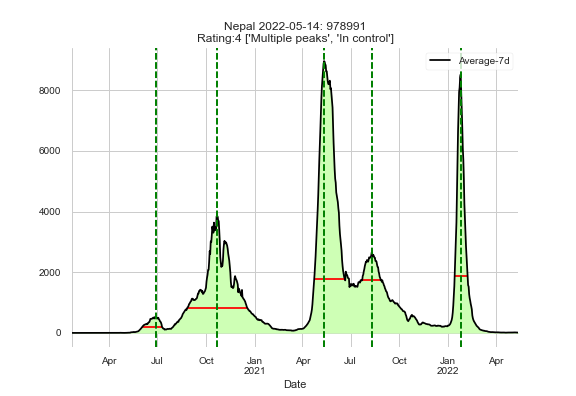 Nepal 2022-05-14: 978991
Rating:4 ['Multiple peaks', 'In control']
Average-7d
8000
6000
4000
2000
0
Apr Jul Oct Jan Apr Jul Oct Jan Apr
2021 2022
Date